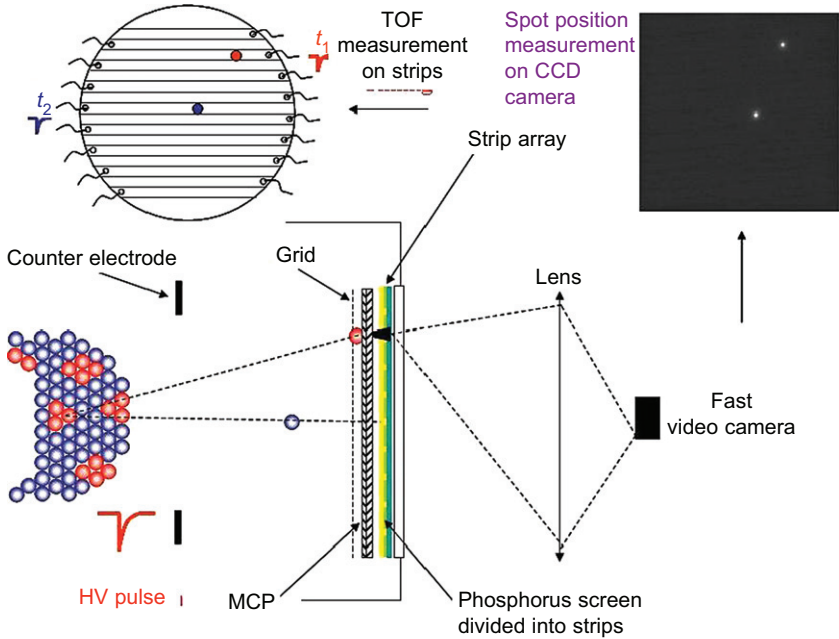 TOF
measurement
on strips
Spot position
measurement
on CCD
camera
t1
t2
Strip array
Counter electrode
Grid
Lens
Fast
video camera
HV pulse
MCP
Phosphorus screen
divided into strips